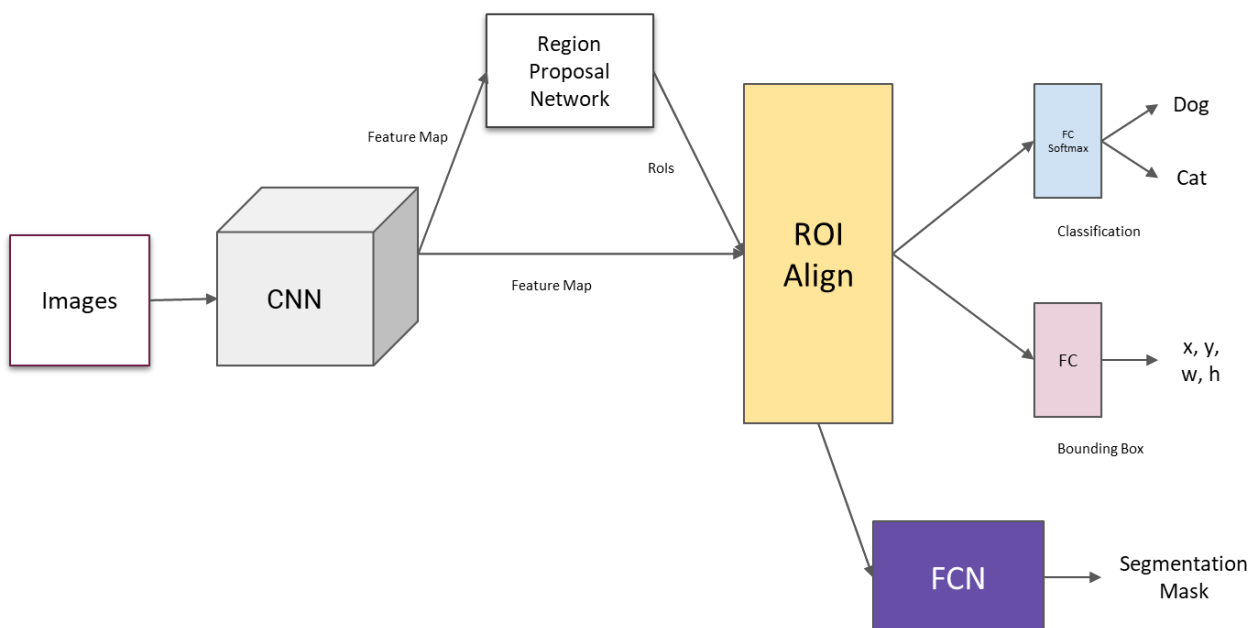 Region
Proposal
Network
Feature Map
RoIs
Images
CNN
Feature Map
ROI
Align
FC
Softmax
Dog
Cat
Classification
FC
x, y,
w, h
Bounding Box
FCN
Segmentation
Mask